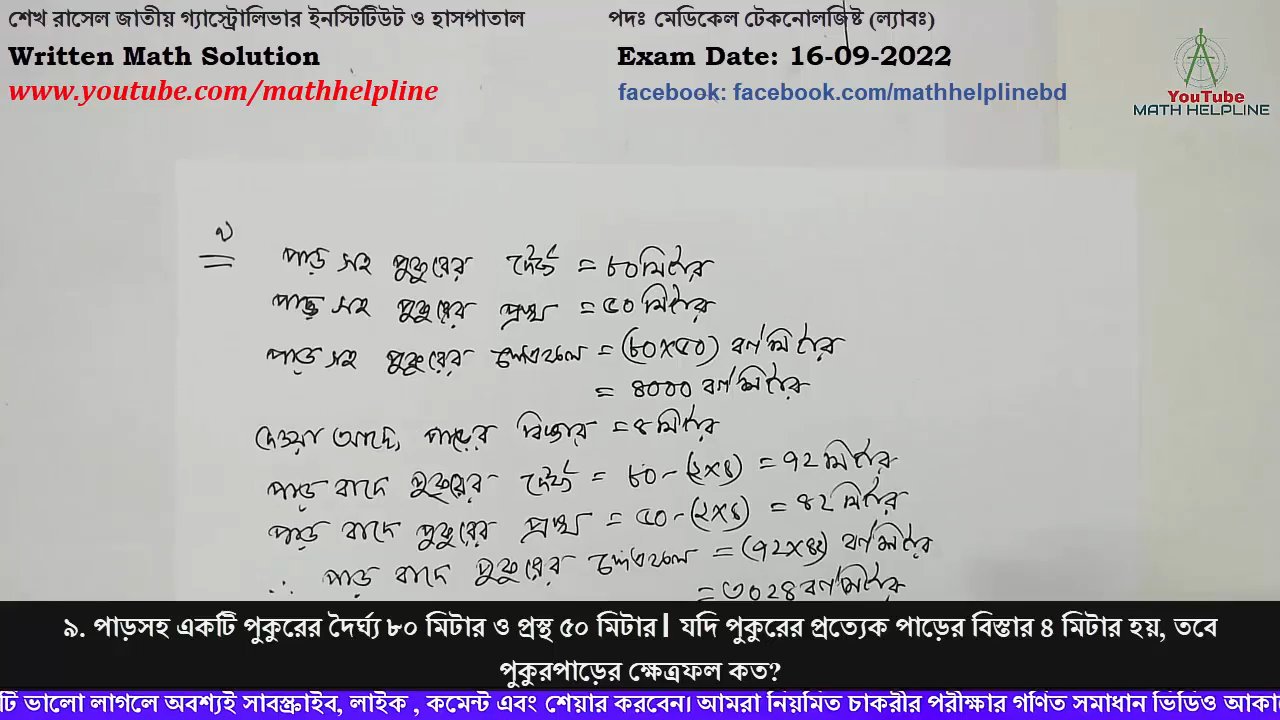 শেখ রাসেল জাতীয় গ্যাস্ট্রোলিভার ইনস্টিটিউট ও হাসপাতাল
পদঃ মেডিকেল টেকনোলজিষ্ট (ল্যাবঃ)
Written Math Solution
Exam Date: 16-09-2022
www.youtube.com/mathhelpline
facebook: facebook.com/mathhelplinebd
YouTube
MATH HELPLINE
৯
পাড় সহ পুকুরের দৈর্ঘ্য = ৮০ মিটার
পাড় সহ পুকুরের প্রস্থ = ৫০ মিটার
পাড় সহ পুকুরের ক্ষেত্রফল = (৮০×৫০) বর্গমিটার
= ৪০০০ বর্গমিটার
দেওয়া আছে, পাড়ের বিস্তার = ৪ মিটার
পাড় বাদে পুকুরের দৈর্ঘ্য = ৮০ - (২×৪) = ৭২ মিটার
পাড় বাদে পুকুরের প্রস্থ = ৫০ - (২×৪) = ৪২ মিটার
∴ পাড় বাদে পুকুরের ক্ষেত্রফল = (৭২×৪২) বর্গমিটার
= ৩০২৪ বর্গমিটার
৯. পাড়সহ একটি পুকুরের দৈর্ঘ্য ৮০ মিটার ও প্রস্থ ৫০ মিটার। যদি পুকুরের প্রত্যেক পাড়ের বিস্তার ৪ মিটার হয়, তবে
পুকুরপাড়ের ক্ষেত্রফল কত?
টি ভালো লাগলে অবশ্যই সাবস্ক্রাইব, লাইক , কমেন্ট এবং শেয়ার করবেন। আমরা নিয়মিত চাকরীর পরীক্ষার গণিত সমাধান ভিডিও আকা